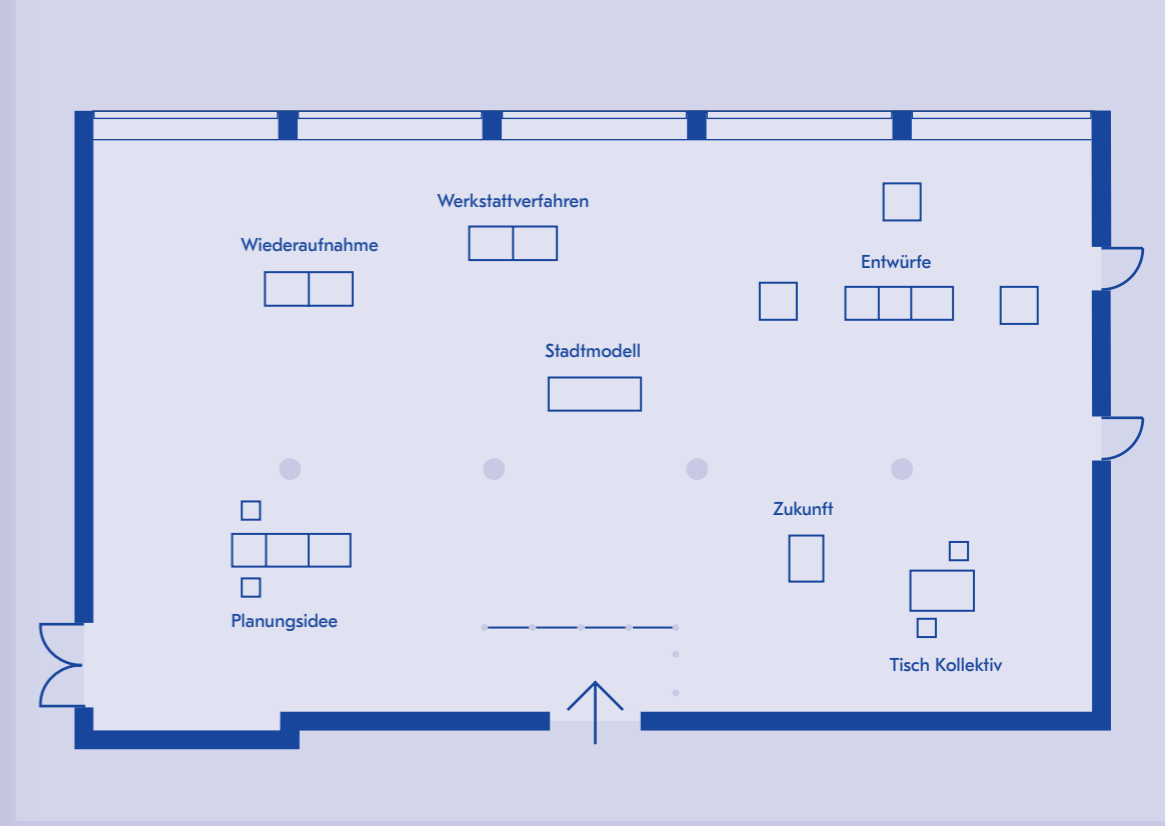 Werkstattverfahren
Wiederaufnahme
Entwürfe
Stadtmodell
Zukunft
Planungsidee
Tisch Kollektiv